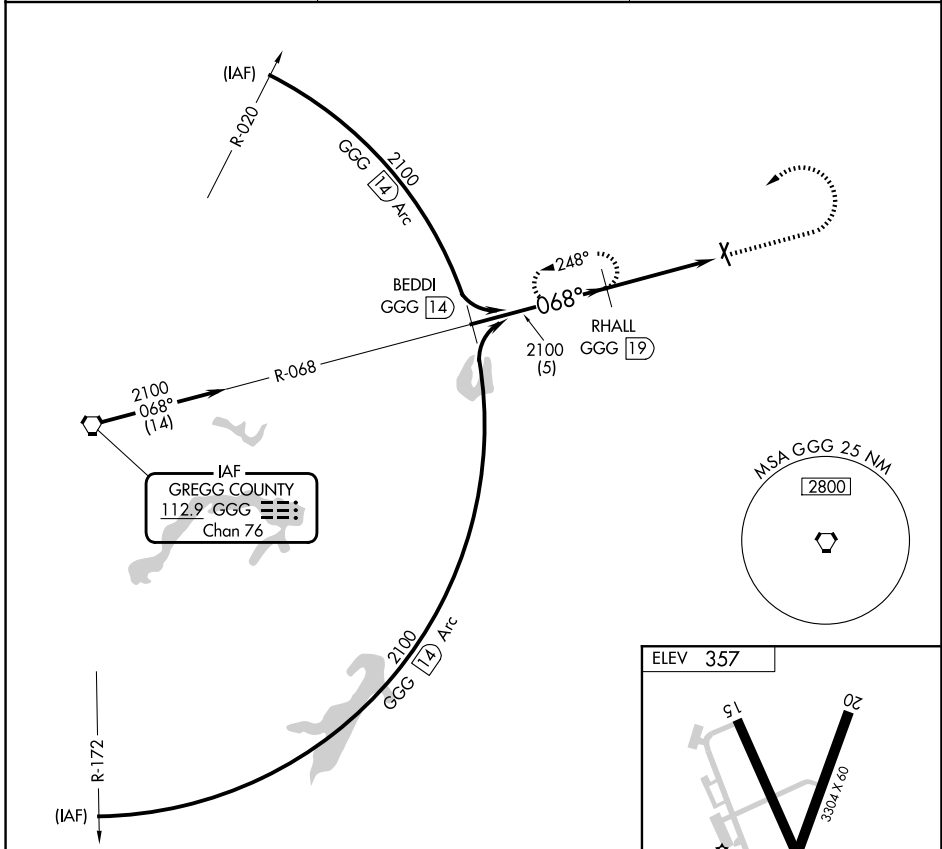 (IAF)
R-020
2100
GGG 14 Arc
BEDDI
GGG 14
248°
068°
RHALL
GGG 19
2100
(5)
R-068
2100
068°
(14)
IAF
GREGG COUNTY
112.9 GGG
Chan 76
MSA GGG 25 NM
2800
2100
GGG 14 Arc
R-172
(IAF)
ELEV 357
15
20
3304 X 60